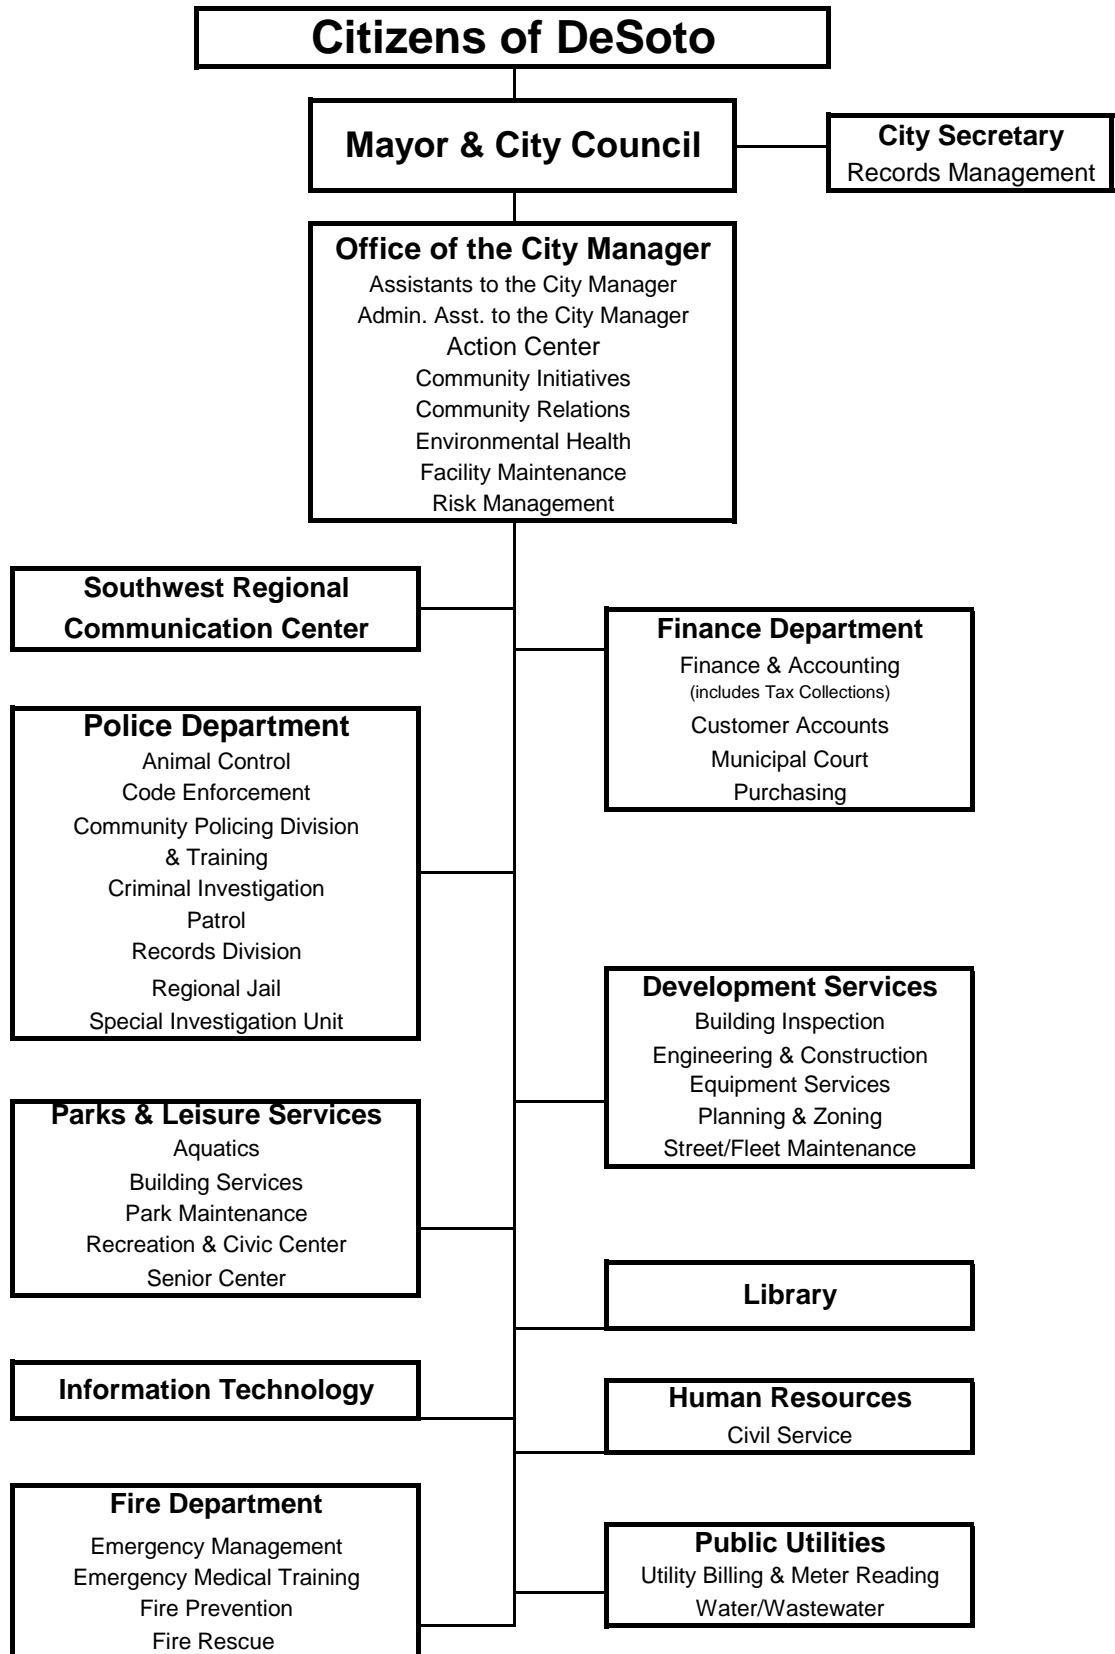 Citizens of DeSoto
Mayor & City Council
City Secretary
Records Management
Office of the City Manager
Assistants to the City Manager
Admin. Asst. to the City Manager
Action Center
Community Initiatives
Community Relations
Environmental Health
Facility Maintenance
Risk Management
Southwest Regional
Communication Center
Finance Department
Finance & Accounting
(includes Tax Collections)
Customer Accounts
Municipal Court
Purchasing
Police Department
Animal Control
Code Enforcement
Community Policing Division
& Training
Criminal Investigation
Patrol
Records Division
Regional Jail
Special Investigation Unit
Development Services
Building Inspection
Engineering & Construction
Equipment Services
Planning & Zoning
Street/Fleet Maintenance
Parks & Leisure Services
Aquatics
Building Services
Park Maintenance
Recreation & Civic Center
Senior Center
Library
Information Technology
Human Resources
Civil Service
Fire Department
Emergency Management
Emergency Medical Training
Fire Prevention
Fire Rescue
Public Utilities
Utility Billing & Meter Reading
Water/Wastewater